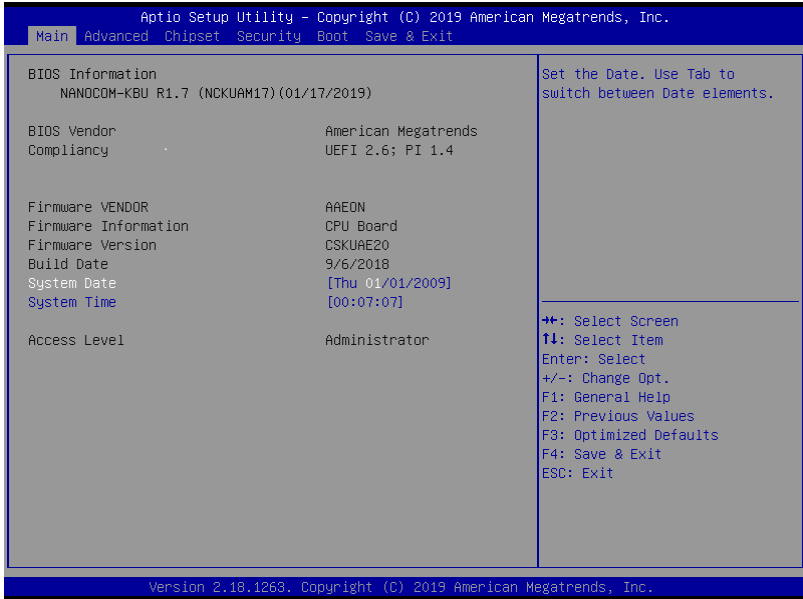 Aptio Setup Utility – Copyright (C) 2019 American Megatrends, Inc.
Main Advanced Chipset Security Boot Save & Exit
BIOS Information
NANOCOM-KBU R1.7 (NCKUAM17)(01/17/2019)
BIOS Vendor American Megatrends
Compliancy UEFI 2.6; PI 1.4
Firmware VENDOR AAEON
Firmware Information CPU Board
Firmware Version CSKUAE20
Build Date 9/6/2018
System Date [Thu 01/01/2009]
System Time [00:07:07]
Access Level Administrator
Set the Date. Use Tab to
switch between Date elements.
→←: Select Screen
↑↓: Select Item
Enter: Select
+/-: Change Opt.
F1: General Help
F2: Previous Values
F3: Optimized Defaults
F4: Save & Exit
ESC: Exit
Version 2.18.1263. Copyright (C) 2019 American Megatrends, Inc.